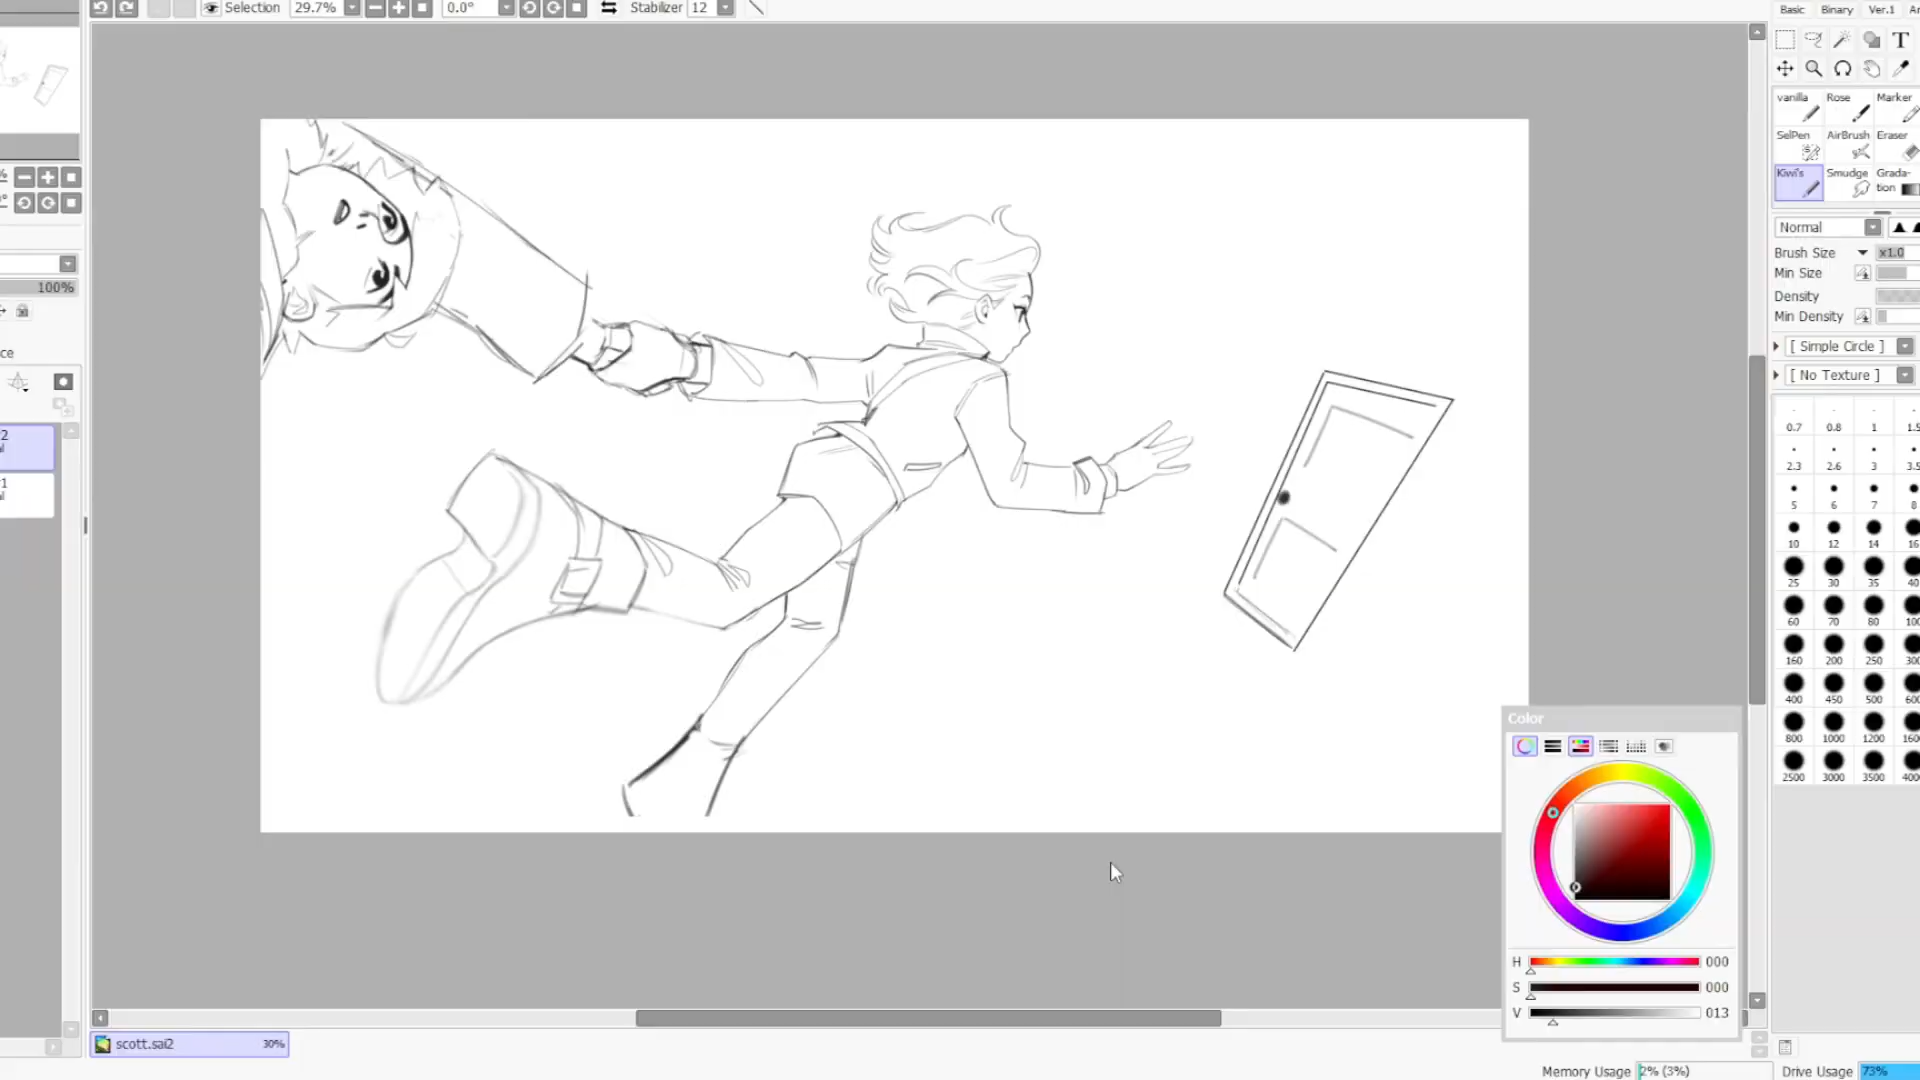 Selection 29.7% 0.0° Stabilizer 12
Basic Binary Ver.1
T
vanilla Rose Marker
SelPen AirBrush Eraser
Kiwi's Smudge Grada-
tion
Normal
Brush Size x1.0
Min Size
100%
Density
Min Density
[ Simple Circle ]
[ No Texture ]
0.7 0.8 1 1.5
2.3 2.6 3 3.5
5 6 7 8
10 12 14 16
25 30 35 40
60 70 80
160 200 250
400 450 500
Color
800 1000 1200
2500 3000 3500
H 000
S 000
V 013
scott.sai2 30%
Memory Usage 2% (3%) Drive Usage 73%